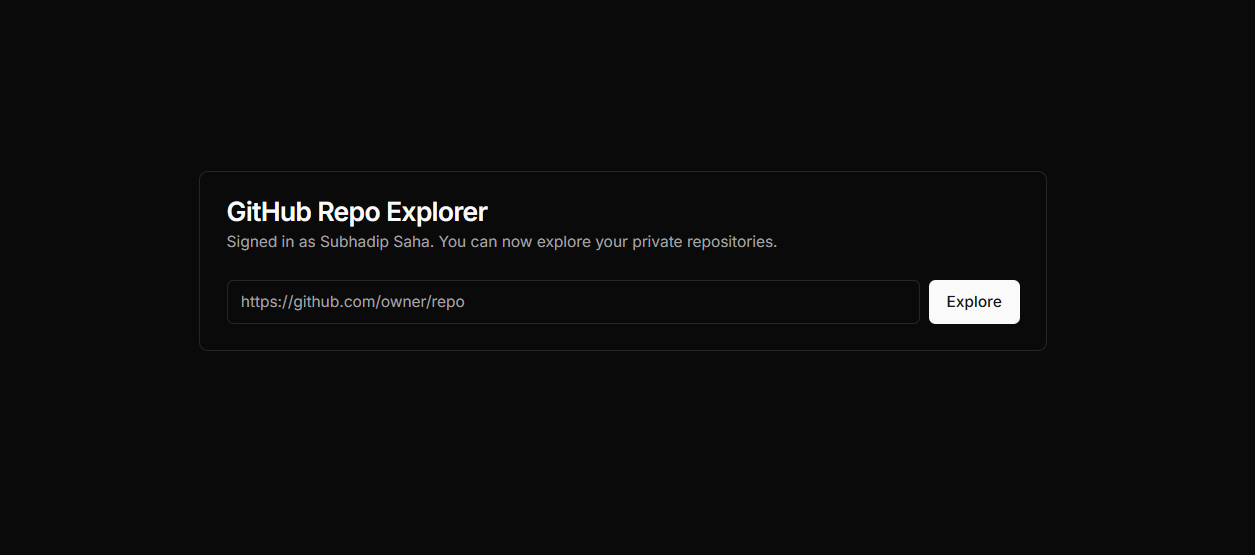 GitHub Repo Explorer
Signed in as Subhadip Saha. You can now explore your private repositories.
https://github.com/owner/repo
Explore